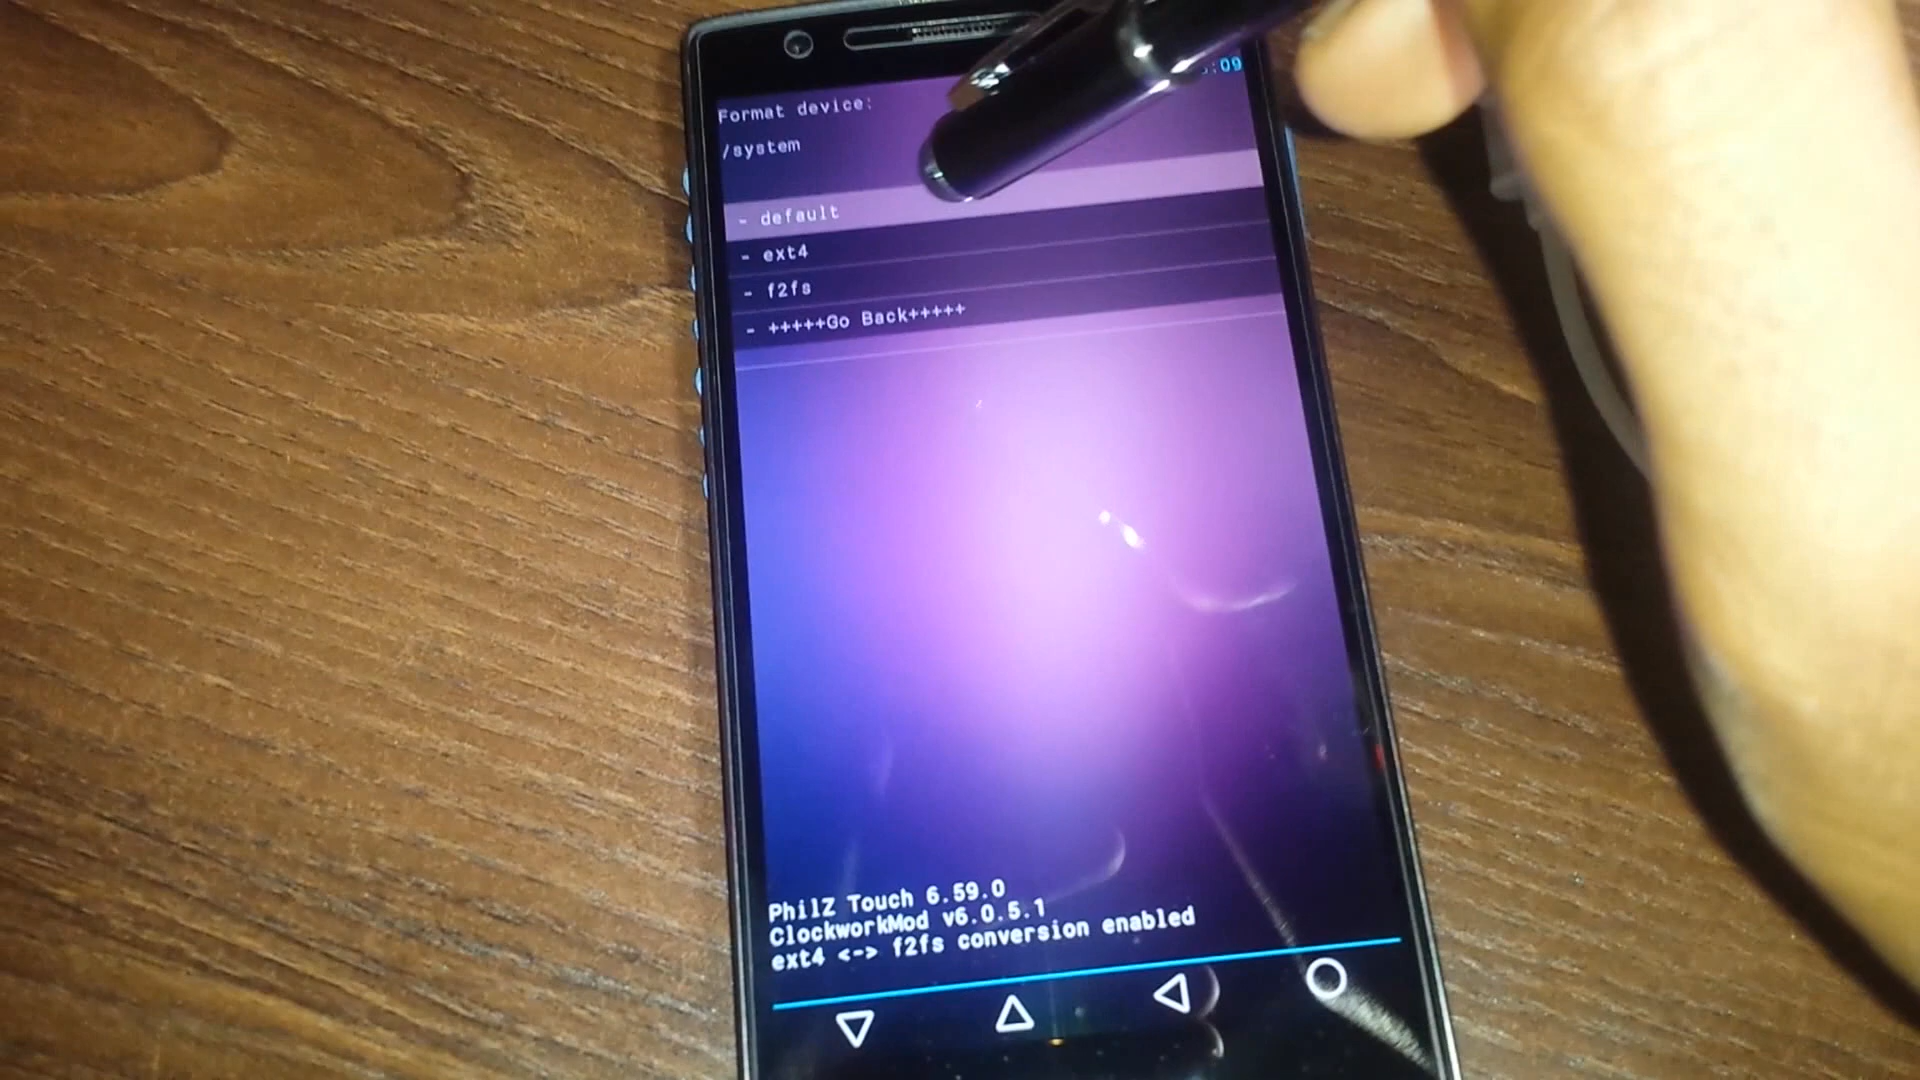 :09
Format device:
/system
- default
- ext4
- f2fs
- +++++Go Back+++++
PhilZ Touch 6.59.0
ClockworkMod v6.0.5.1
ext4 <-> f2fs conversion enabled